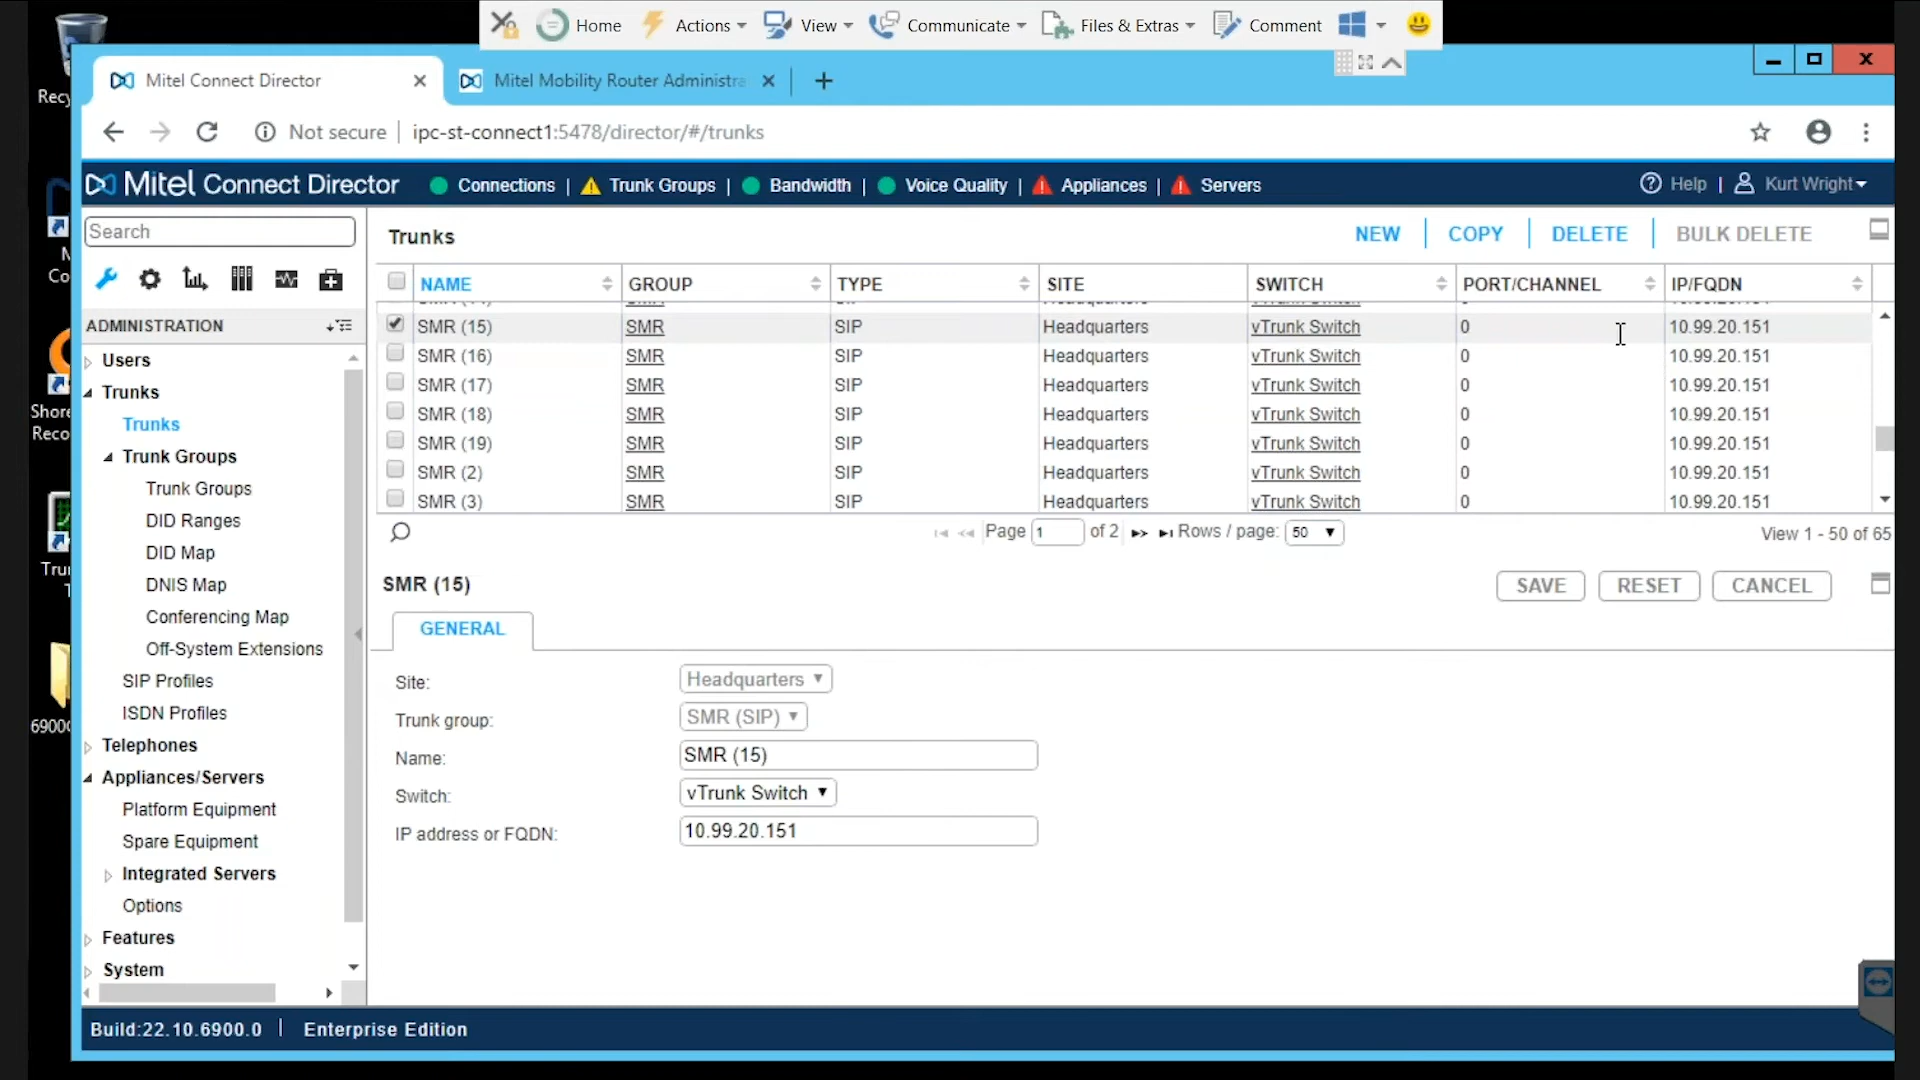 Home Actions View Communicate Files & Extras Comment
Recy
Mitel Connect Director
Mitel Mobility Router Administra
Not secure ipc-st-connect1:5478/director/#/trunks
Mitel Connect Director Connections | Trunk Groups | Bandwidth | Voice Quality | Appliances | Servers
Help | Kurt Wright
M
Co
Shore
Reco
Tru
T
6900
Search
ADMINISTRATION
Users
Trunks
Trunks
Trunk Groups
Trunk Groups
DID Ranges
DID Map
DNIS Map
Conferencing Map
Off-System Extensions
SIP Profiles
ISDN Profiles
Telephones
Appliances/Servers
Platform Equipment
Spare Equipment
Integrated Servers
Options
Features
System
Trunks NEW COPY DELETE BULK DELETE
NAME GROUP TYPE SITE SWITCH PORT/CHANNEL IP/FQDN
SMR (15) SMR SIP Headquarters vTrunk Switch 0 10.99.20.151
SMR (16) SMR SIP Headquarters vTrunk Switch 0 10.99.20.151
SMR (17) SMR SIP Headquarters vTrunk Switch 0 10.99.20.151
SMR (18) SMR SIP Headquarters vTrunk Switch 0 10.99.20.151
SMR (19) SMR SIP Headquarters vTrunk Switch 0 10.99.20.151
SMR (2) SMR SIP Headquarters vTrunk Switch 0 10.99.20.151
SMR (3) SMR SIP Headquarters vTrunk Switch 0 10.99.20.151
Page 1 of 2 Rows / page: 50 View 1 - 50 of 65
SMR (15) SAVE RESET CANCEL
GENERAL
Site: Headquarters
Trunk group: SMR (SIP)
Name: SMR (15)
Switch: vTrunk Switch
IP address or FQDN: 10.99.20.151
Build:22.10.6900.0 | Enterprise Edition